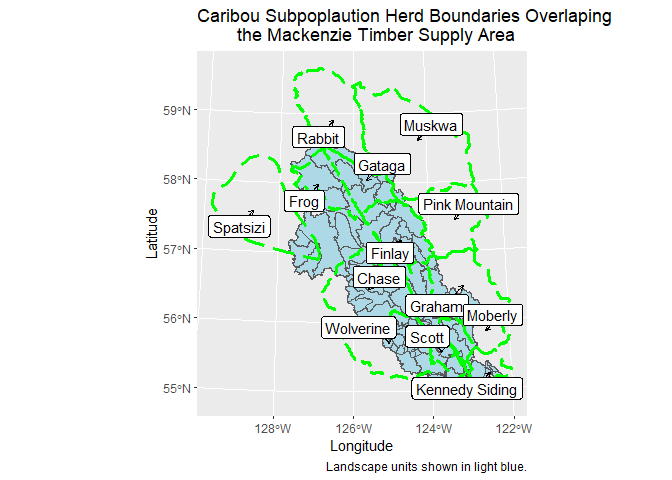 Caribou Subpoplaution Herd Boundaries Overlaping
the Mackenzie Timber Supply Area
59°N
Muskwa
Rabbit
Gataga
58°N
Frog
Pink Mountain
Spatsizi
Latitude
57°N
Finlay
Chase
Graham
Moberly
56°N
Wolverine
Scott
55°N
Kennedy Siding
128°W
126°W
124°W
122°W
Longitude
Landscape units shown in light blue.